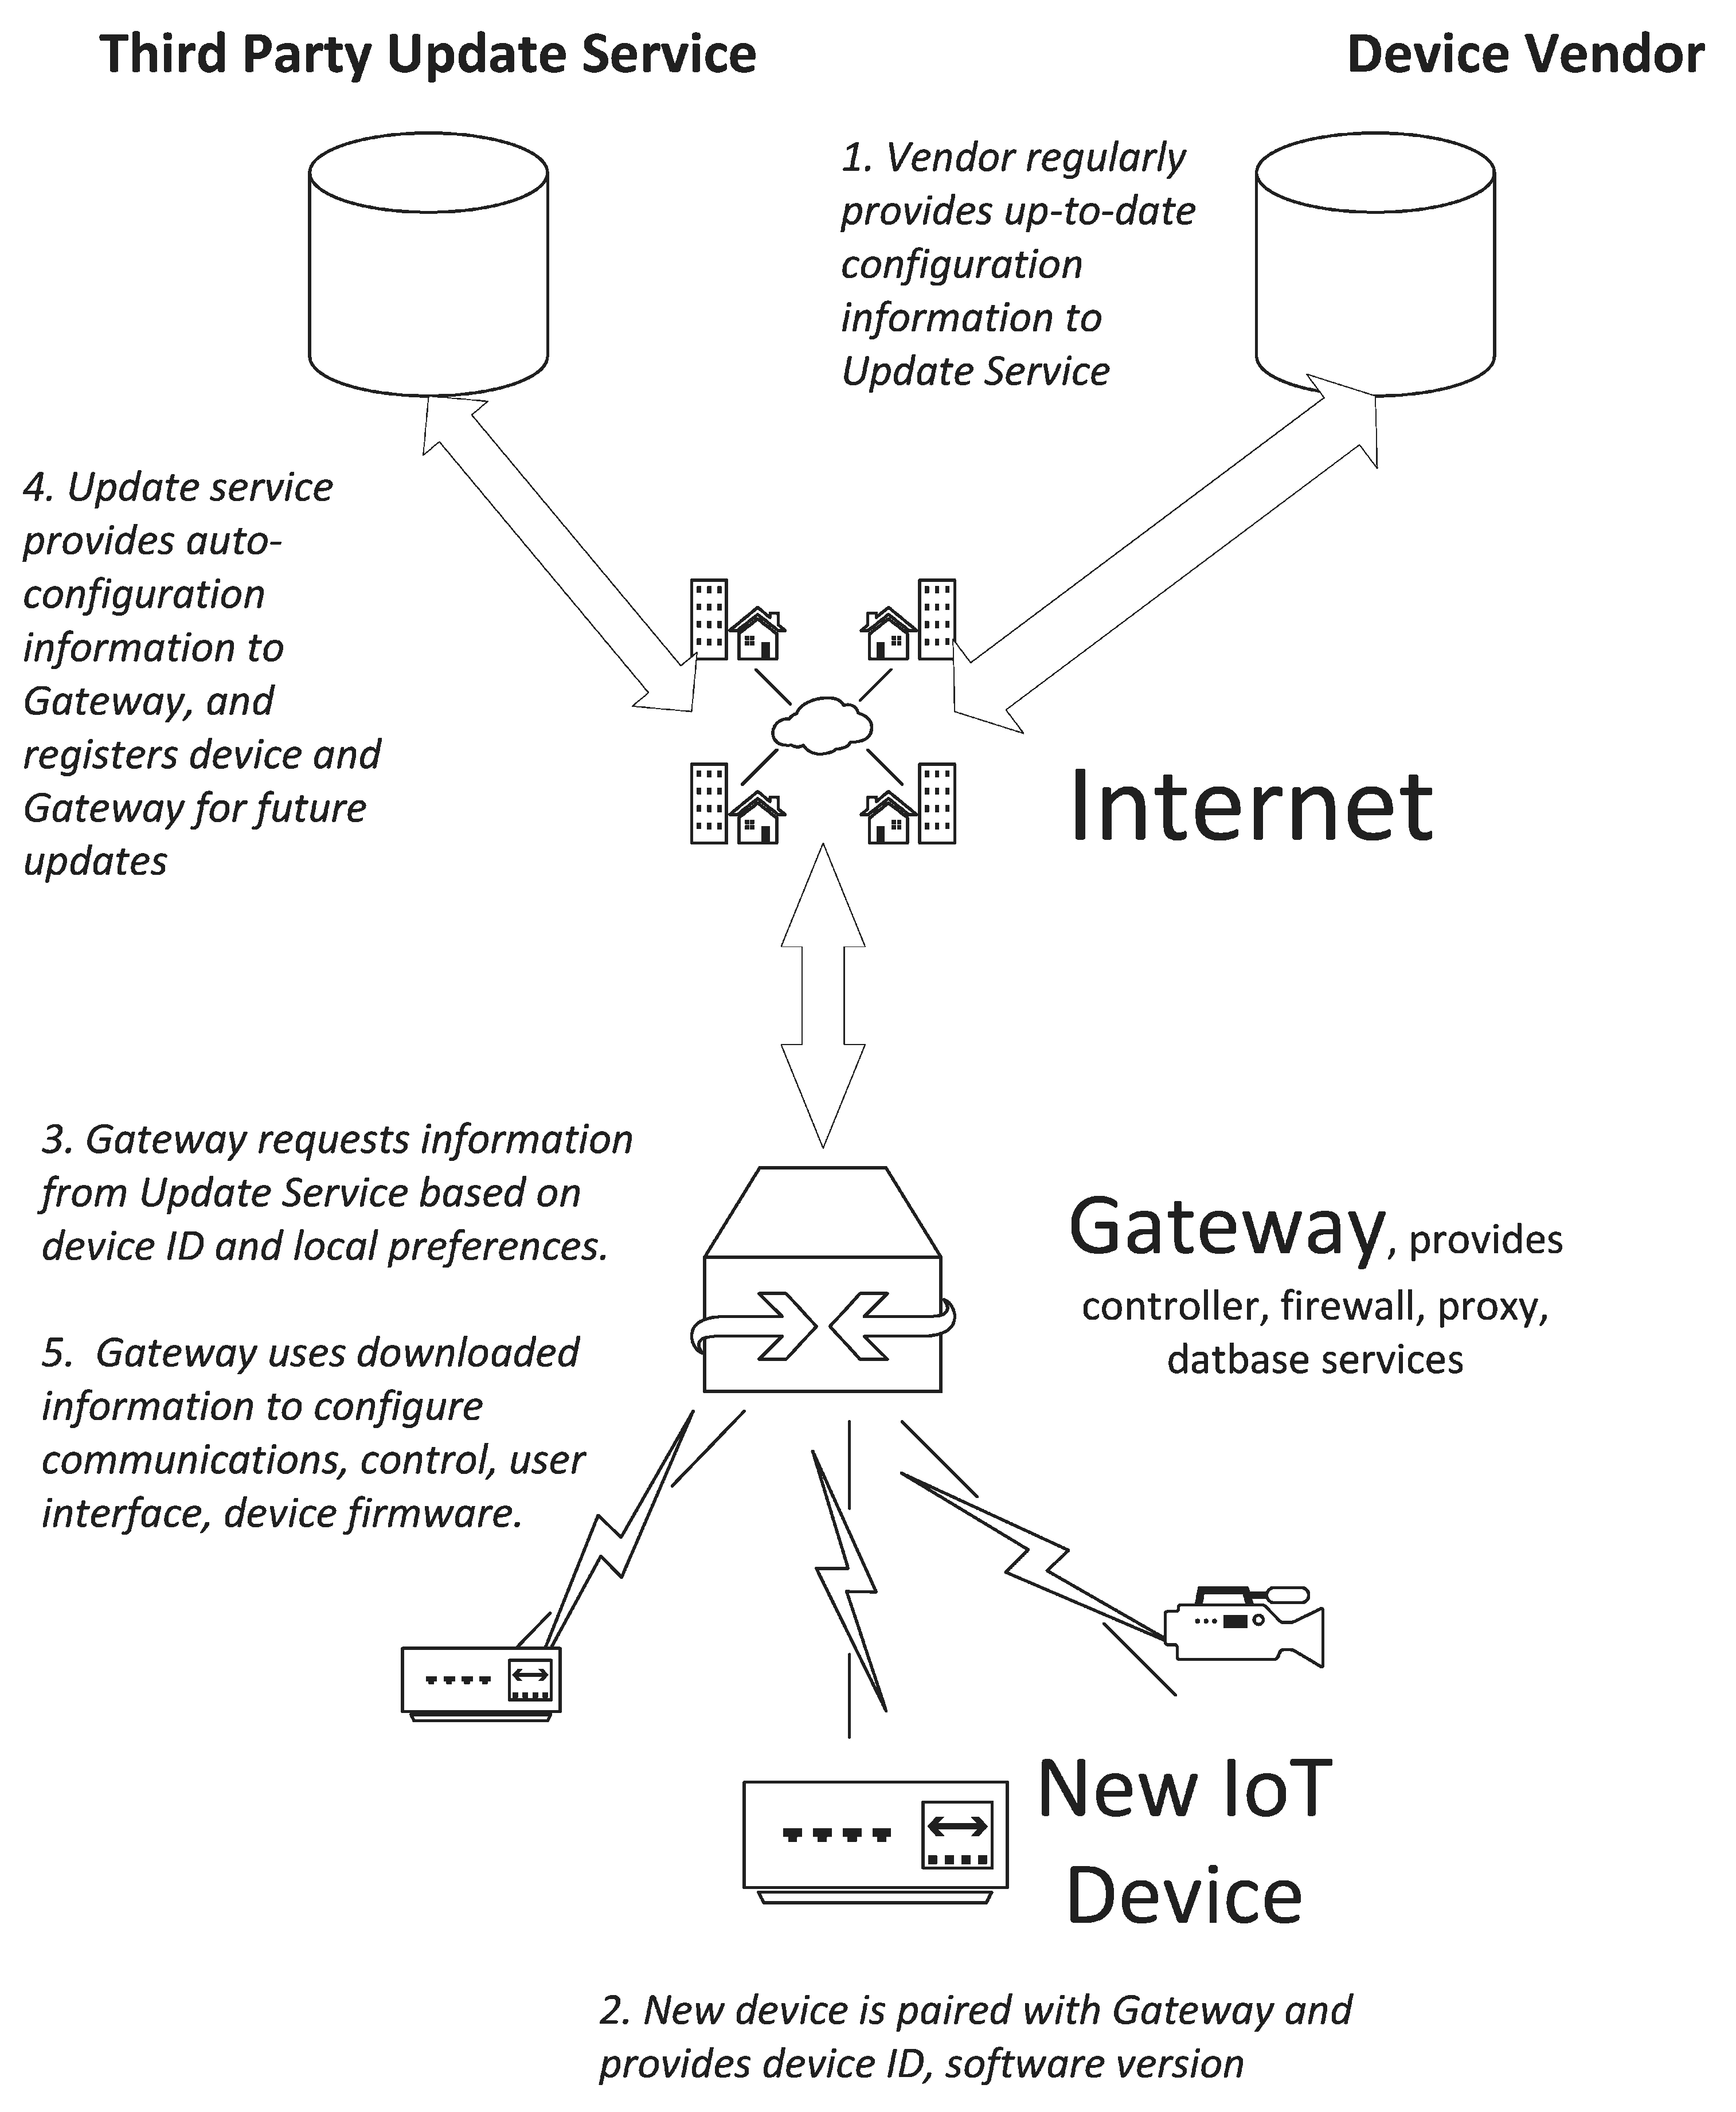 Third Party Update Service
Device Vendor
1. Vendor regularly
provides up-to-date
configuration
information to
Update Service
4. Update service
provides auto-
configuration
information to
Gateway, and
registers device and
Gateway for future
updates
Internet
3. Gateway requests information
from Update Service based on
device ID and local preferences.
Gateway, provides
controller, firewall, proxy,
datbase services
5. Gateway uses downloaded
information to configure
communications, control, user
interface, device firmware.
New IoT
Device
2. New device is paired with Gateway and
provides device ID, software version